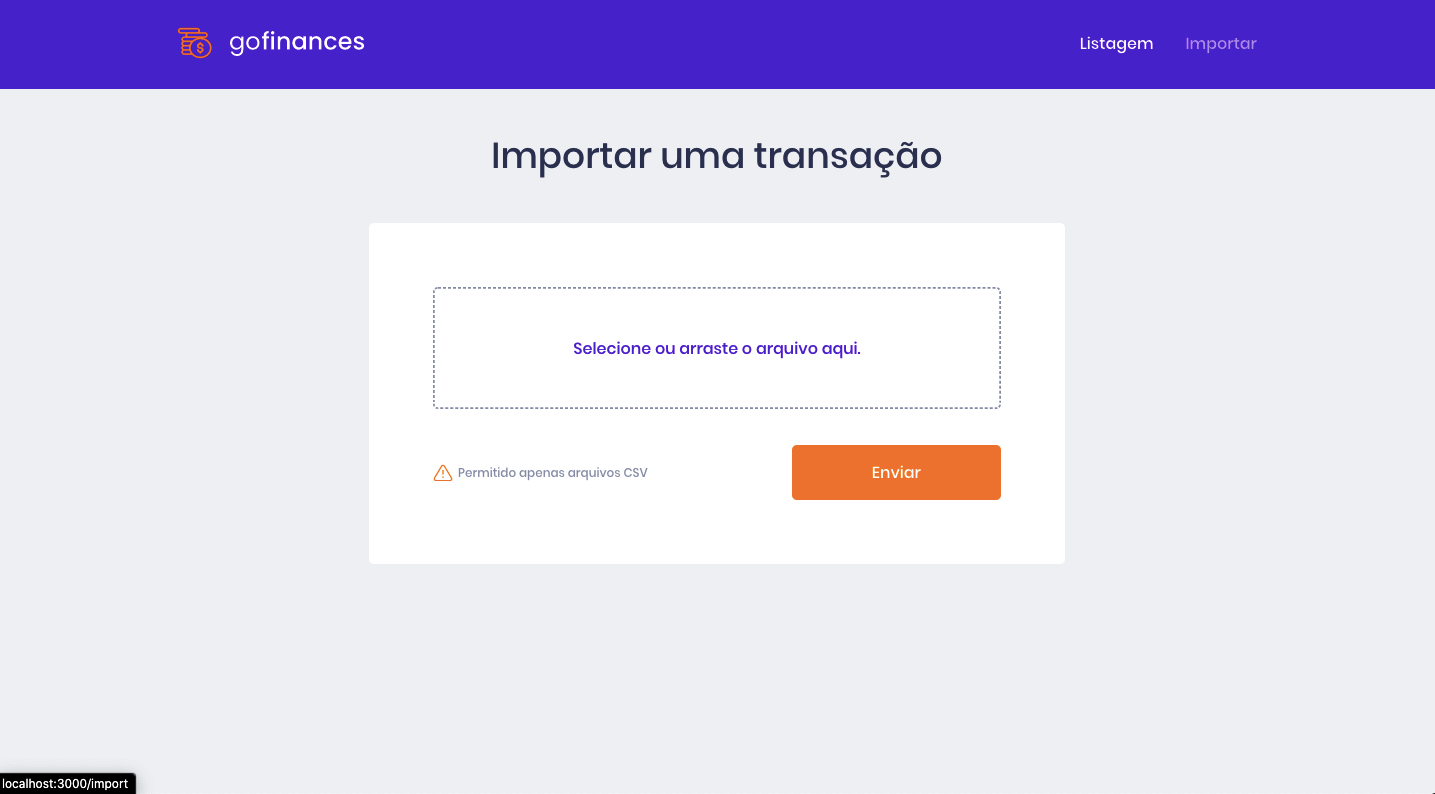 gofinances
Listagem
Importar
Importar uma transação
Selecione ou arraste o arquivo aqui.
Permitido apenas arquivos CSV
Enviar
localhost:3000/import